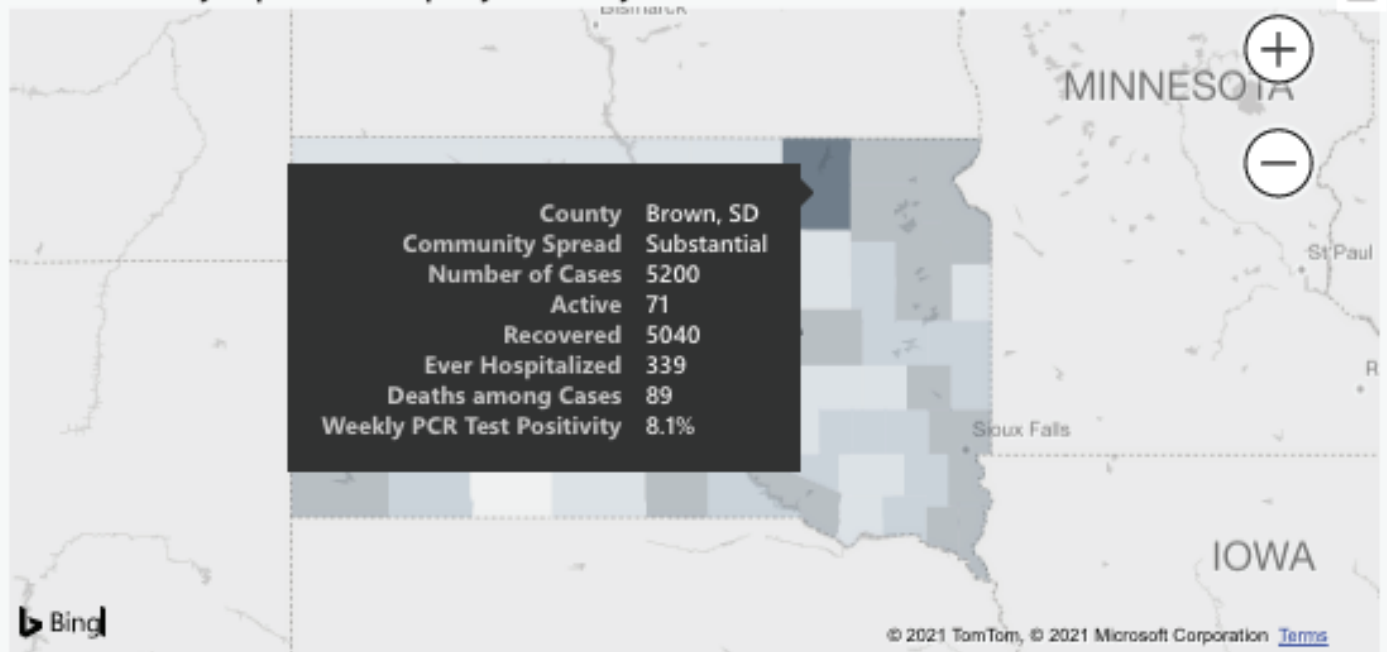 Bismarck
MINNESOTA
County Brown, SD
Community Spread Substantial
Number of Cases 5200
Active 71
Recovered 5040
Ever Hospitalized 339
Deaths among Cases 89
Weekly PCR Test Positivity 8.1%
St Paul
R
Sioux Falls
IOWA
Bing
© 2021 TomTom, © 2021 Microsoft Corporation Terms